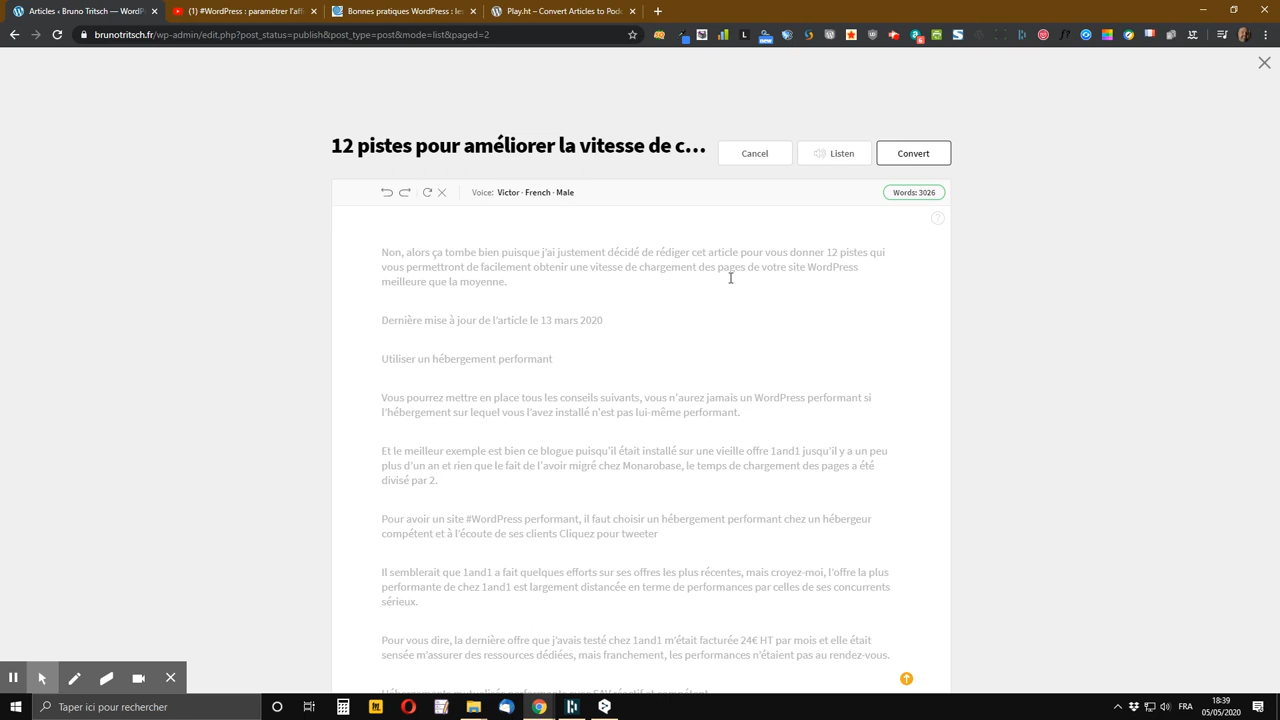 Articles « Bruno Tritsch — WordPr
(1) #WordPress : paramétrer l'aff
Bonnes pratiques WordPress : le
Play.ht — Comment créer un Pod
brunotritsch.fr/wp-admin/edit.php?post_status=publish&post_type=post&mode=list&paged=2
12 pistes pour améliorer la vitesse de c...
Cancel
Listen
Convert
Voice: Victor · French · Male
Words: 3026
Non, alors ça tombe bien puisque j'ai justement décidé de rédiger cet article pour vous donner 12 pistes qui
vous permettront de facilement obtenir une vitesse de chargement des pages de votre site WordPress
meilleure que la moyenne.
Dernière mise à jour de l'article le 13 mars 2020
Utiliser un hébergement performant
Vous pourrez mettre en place tous les conseils suivants, vous n'aurez jamais un WordPress performant si
l'hébergement sur lequel vous l'avez installé n'est pas lui-même performant.
Et le meilleur exemple est bien ce blogue puisqu'il était installé sur une vieille offre 1and1 jusqu'il y a un peu
plus d'un an et rien que le fait de l'avoir migré chez Monarobase, le temps de chargement des pages a été
divisé par 2.
Pour avoir un site #WordPress performant, il faut choisir un hébergement performant chez un hébergeur
compétent et à l'écoute de ses clients Cliquez pour tweeter
Il semblerait que 1and1 a fait quelques efforts sur ses offres les plus récentes, mais croyez-moi, l'offre la plus
performante de chez 1and1 est largement distancée en terme de performances par celles de ses concurrents
sérieux.
Pour vous dire, la dernière offre que j'avais testé chez 1and1 m'était facturée 24€ HT par mois et elle était
sensée m'assurer des ressources dédiées, mais franchement, les performances n'étaient pas au rendez-vous.
Taper ici pour rechercher
FRA
18:39
05/05/2020